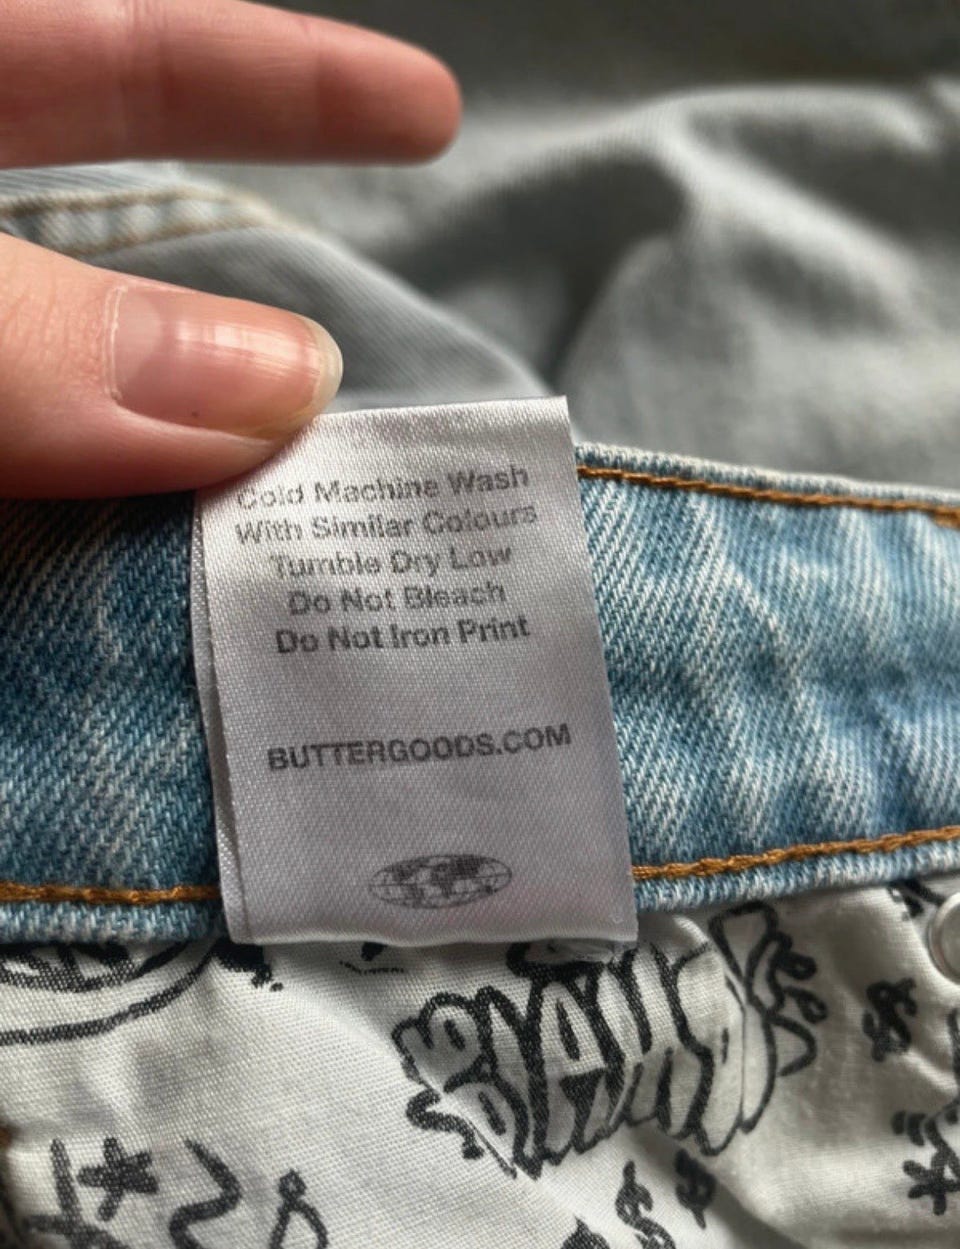 Cold Machine Wash
With Similar Colours
Tumble Dry Low
Do Not Bleach
Do Not Iron Print
BUTTERGOODS.COM